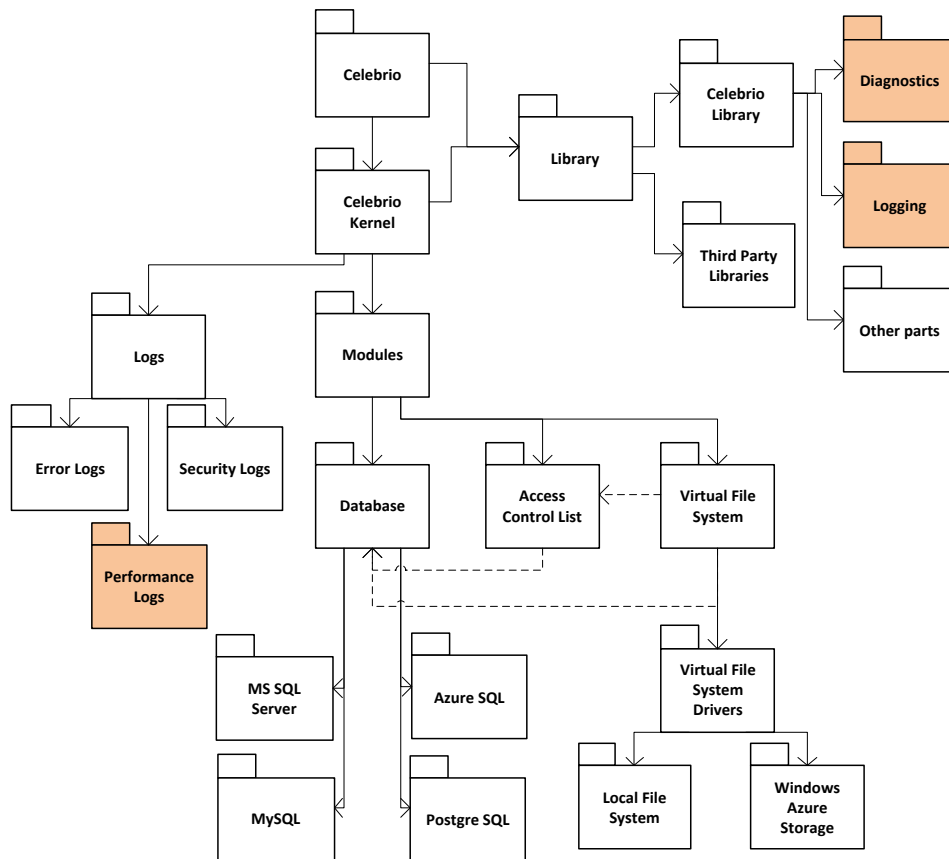 Celebrio
Celebrio
Library
Diagnostics
Library
Celebrio
Kernel
Logging
Third Party
Libraries
Other parts
Logs
Modules
Error Logs
Security Logs
Database
Access
Control List
Virtual File
System
Performance
Logs
MS SQL
Server
Azure SQL
Virtual File
System
Drivers
MySQL
Postgre SQL
Local File
System
Windows
Azure
Storage